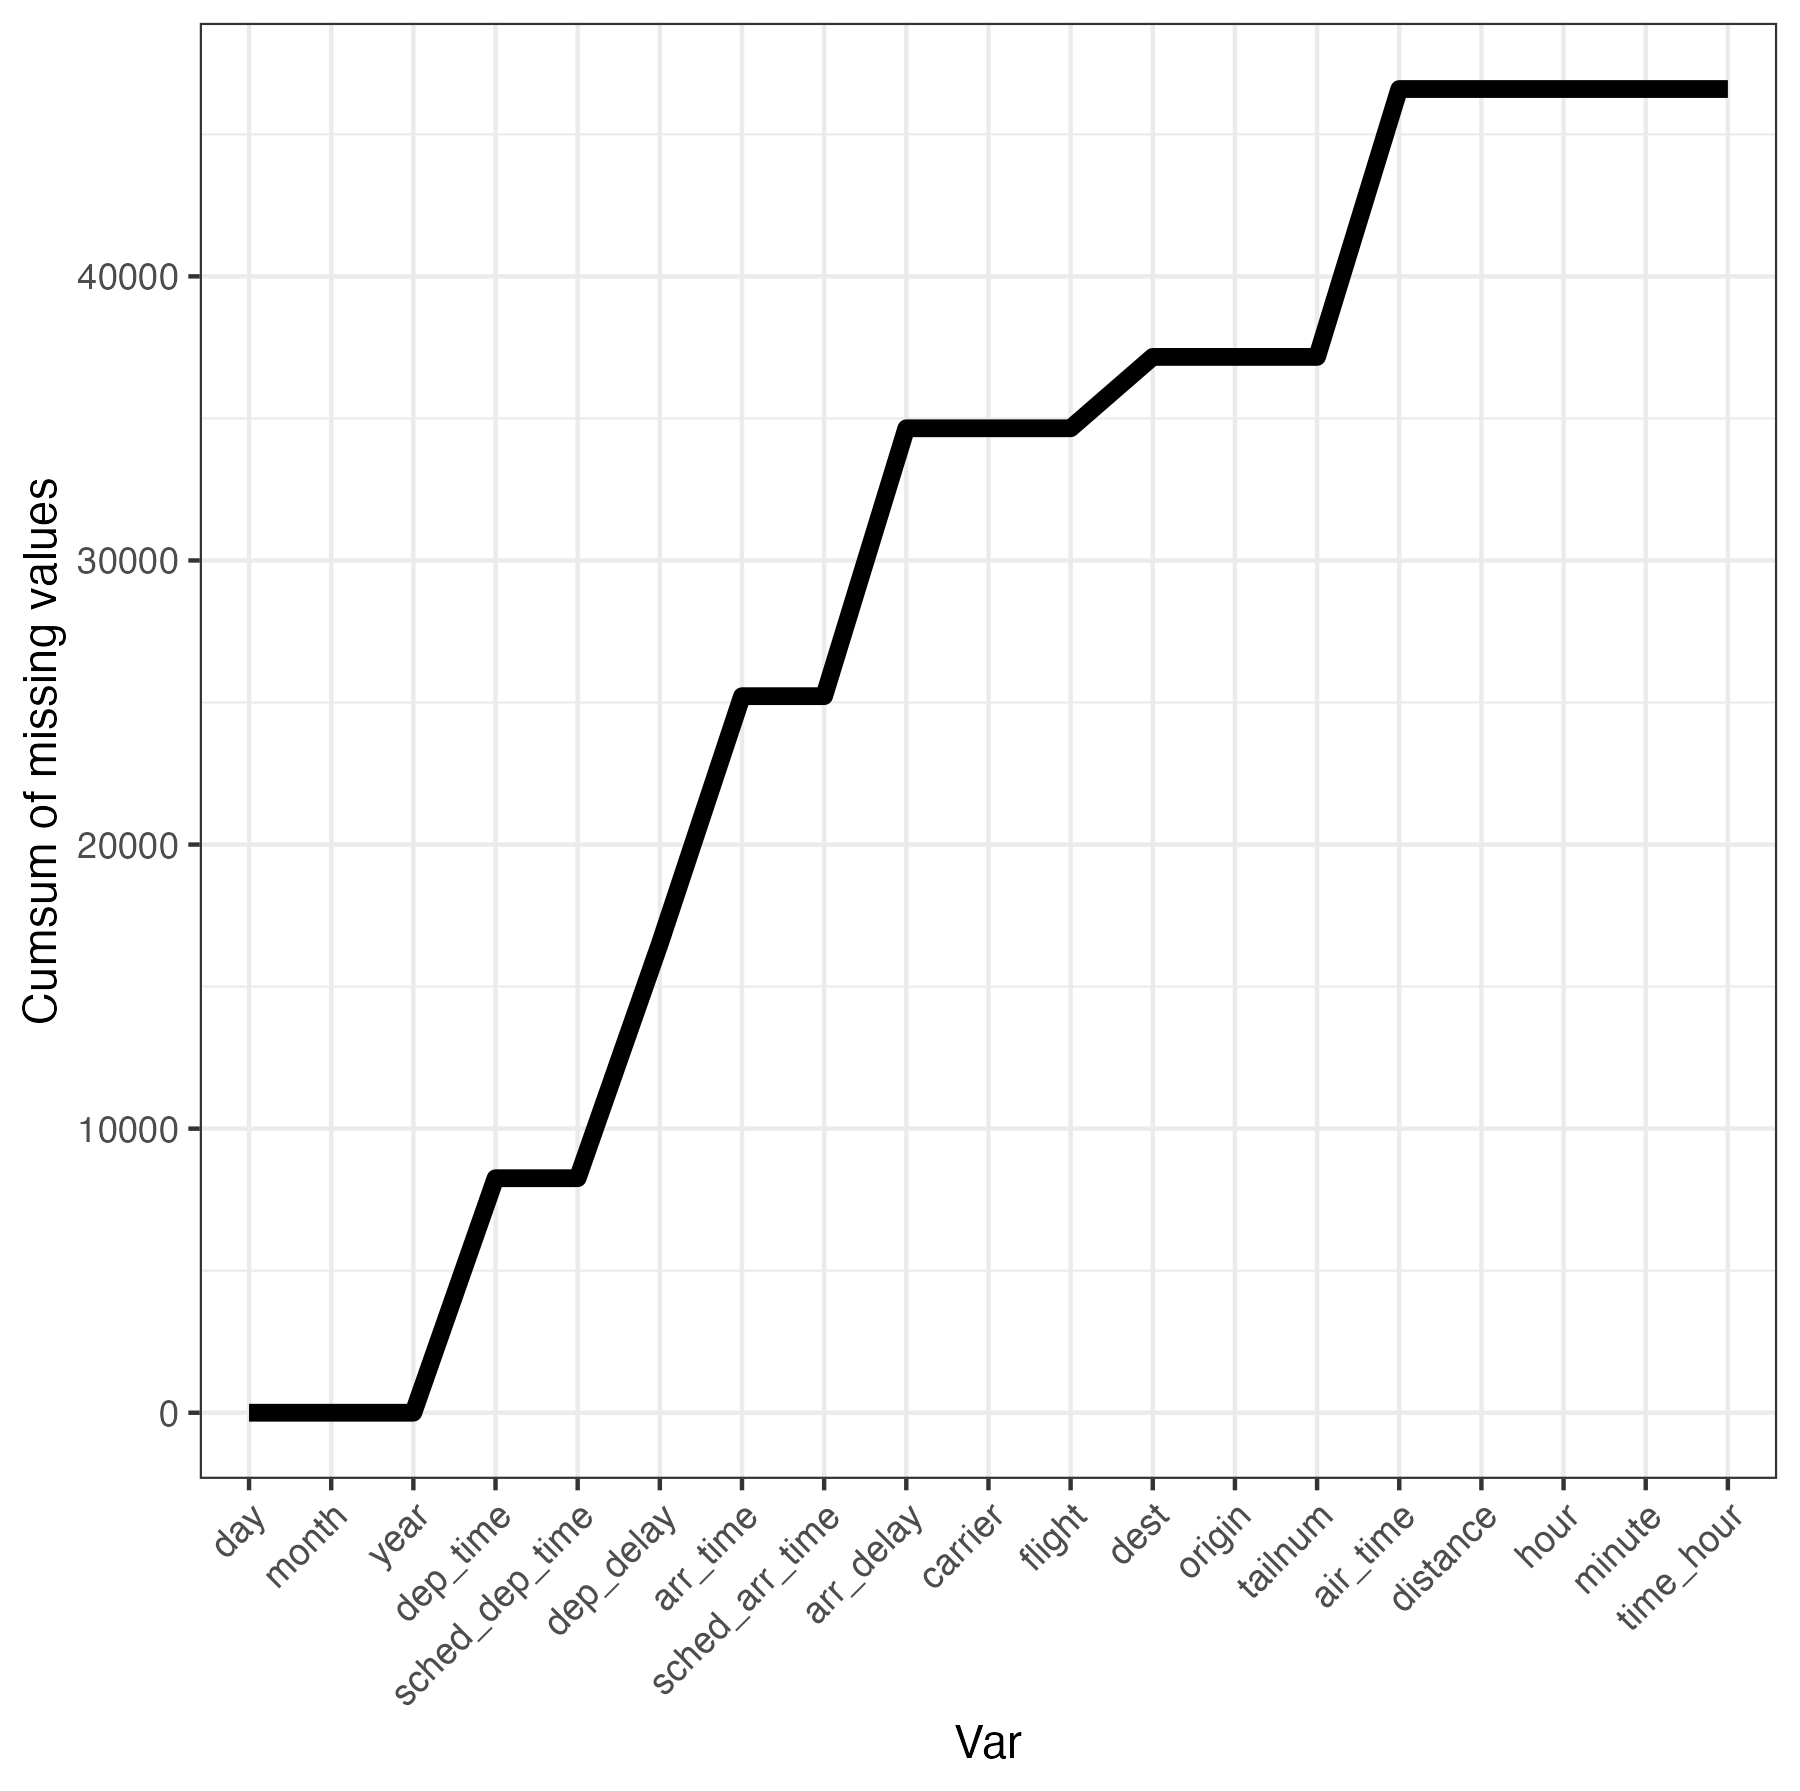 Cumsum of missing values
40000
30000
20000
10000
0
day
month
year
dep_time
sched_dep_time
dep_delay
arr_time
sched_arr_time
arr_delay
carrier
flight
dest
origin
tailnum
air_time
distance
hour
minute
time_hour
Var